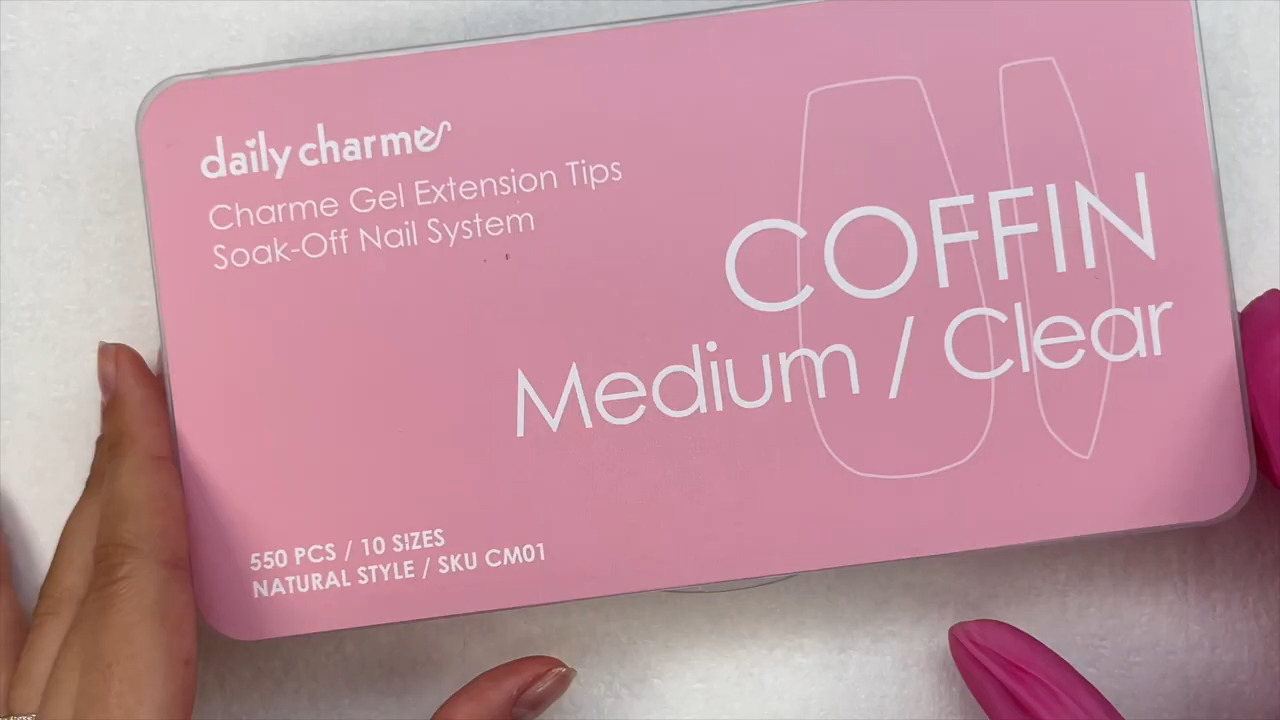 daily charme
Charme Gel Extension Tips
Soak-Off Nail System
COFFIN
Medium / Clear
550 PCS / 10 SIZES
NATURAL STYLE / SKU CM01